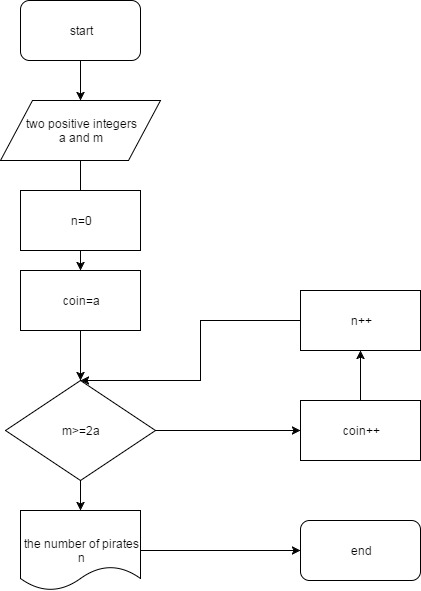 start
two positive integers
a and m
n=0
coin=a
n++
m>=2a
coin++
the number of pirates
n
end